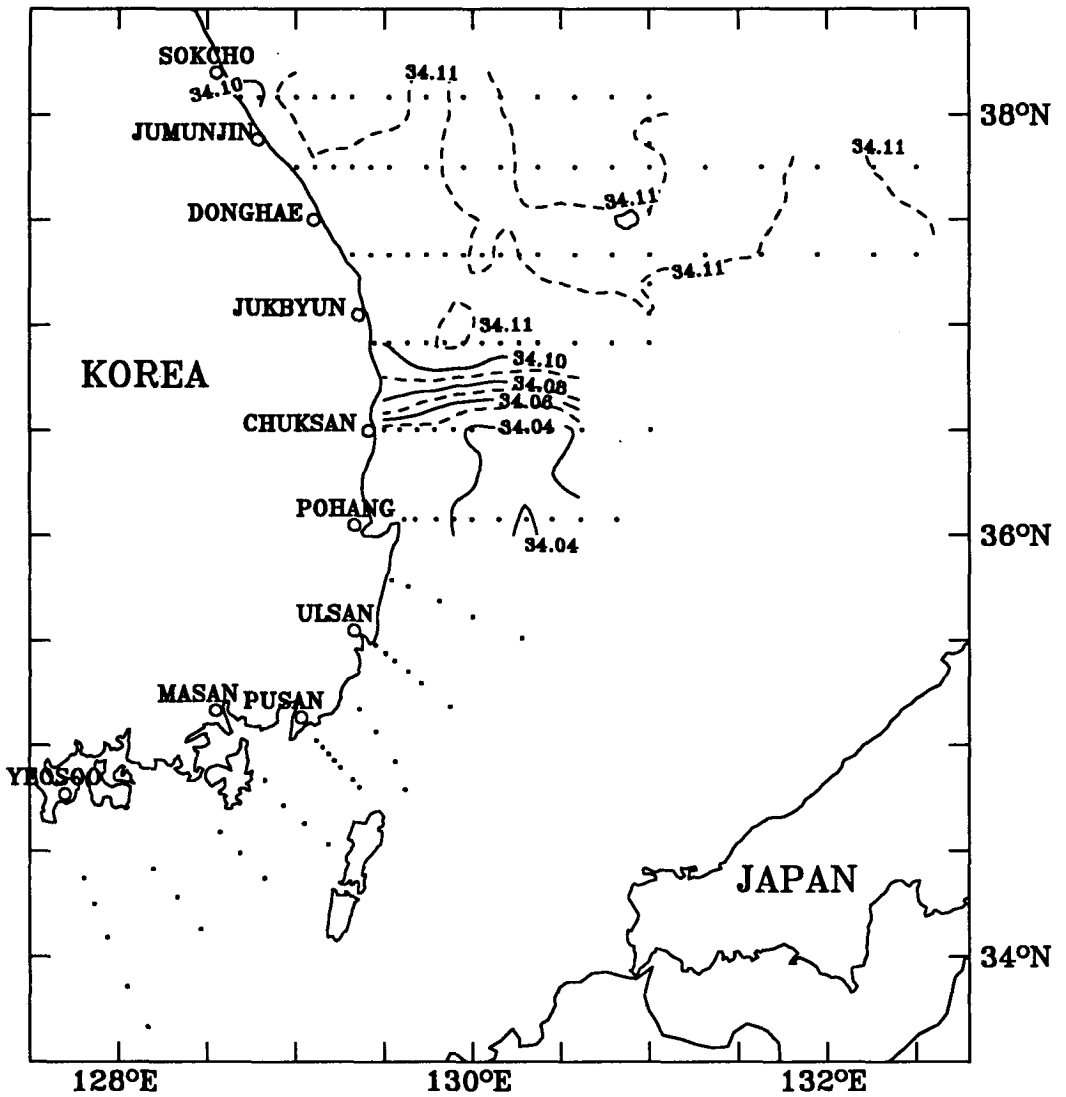 SOKCHO
34.10
34.11
38°N
JUMUNJIN
34.11
34.11
DONGHAE
34.11
JUKBYUN
34.11
KOREA
34.10
34.08
34.06
CHUKSAN
34.04
POHANG
36°N
34.04
ULSAN
MASAN
PUSAN
YEOSOO
JAPAN
34°N
128°E
130°E
132°E